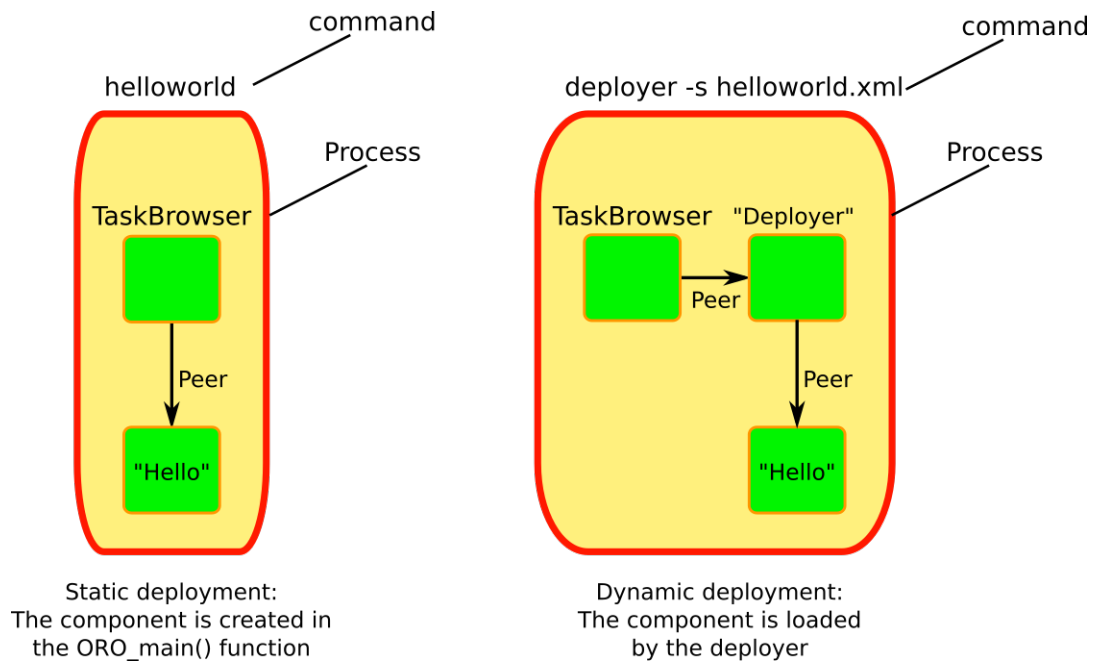 command
helloworld
Process
TaskBrowser
Peer
"Hello"
Static deployment:
The component is created in
the ORO_main() function
command
deployer -s helloworld.xml
Process
TaskBrowser
"Deployer"
Peer
Peer
"Hello"
Dynamic deployment:
The component is loaded
by the deployer